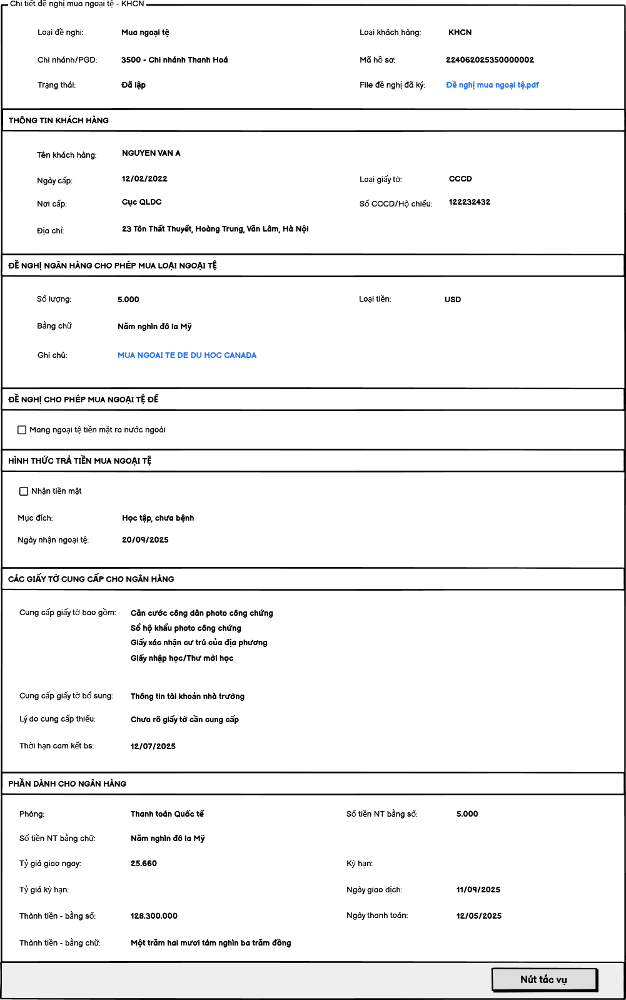 Chi tiết đề nghị mua ngoại tệ - KHCN
Loại đề nghị: Mua ngoại tệ Loại khách hàng: KHCN
Chi nhánh/PGD: 3500 - Chi nhánh Thanh Hoá Mã hồ sơ: 224062025350000002
Trạng thái: Đã lập File đề nghị đã ký: Đề nghị mua ngoại tệ.pdf
THÔNG TIN KHÁCH HÀNG
Tên khách hàng: NGUYEN VAN A
Ngày cấp: 12/02/2022 Loại giấy tờ: CCCD
Nơi cấp: Cục QLDC Số CCCD/Hộ chiếu: 122232432
Địa chỉ: 23 Tôn Thất Thuyết, Hoàng Trung, Văn Lâm, Hà Nội
ĐỀ NGHỊ NGÂN HÀNG CHO PHÉP MUA LOẠI NGOẠI TỆ
Số lượng: 5.000 Loại tiền: USD
Bằng chữ Năm nghìn đô la Mỹ
Ghi chú: MUA NGOAI TE DE DU HOC CANADA
ĐỀ NGHỊ CHO PHÉP MUA NGOẠI TỆ ĐỂ
Mang ngoại tệ tiền mặt ra nước ngoài
HÌNH THỨC TRẢ TIỀN MUA NGOẠI TỆ
Nhận tiền mặt
Mục đích: Học tập, chưa bệnh
Ngày nhận ngoại tệ: 20/09/2025
CÁC GIẤY TỜ CUNG CẤP CHO NGÂN HÀNG
Cung cấp giấy tờ bao gồm: Căn cước công dân photo công chứng
Sổ hộ khẩu photo công chứng
Giấy xác nhận cư trú của địa phương
Giấy nhập học/Thư mời học
Cung cấp giấy tờ bổ sung: Thông tin tài khoản nhà trường
Lý do cung cấp thiếu: Chưa rõ giấy tờ cần cung cấp
Thời hạn cam kết bs: 12/07/2025
PHẦN DÀNH CHO NGÂN HÀNG
Phòng: Thanh toán Quốc tế Số tiền NT bằng số: 5.000
Số tiền NT bằng chữ: Năm nghìn đô la Mỹ
Tỷ giá giao ngay: 25.660 Kỳ hạn:
Tỷ giá kỳ hạn: Ngày giao dịch: 11/09/2025
Thành tiền - bằng số: 128.300.000 Ngày thanh toán: 12/05/2025
Thành tiền - bằng chữ: Một trăm hai mươi tám nghìn ba trăm đồng
Nút tác vụ